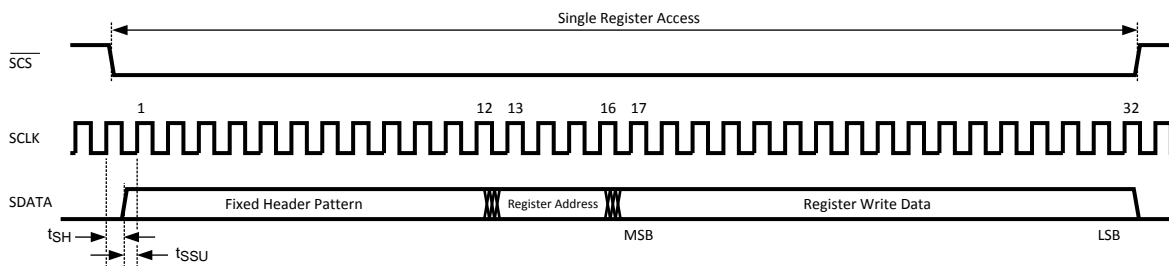 Single Register Access
SCS
1 12 13 16 17 32
SCLK
SDATA Fixed Header Pattern Register Address Register Write Data
tSH MSB LSB
tSSU